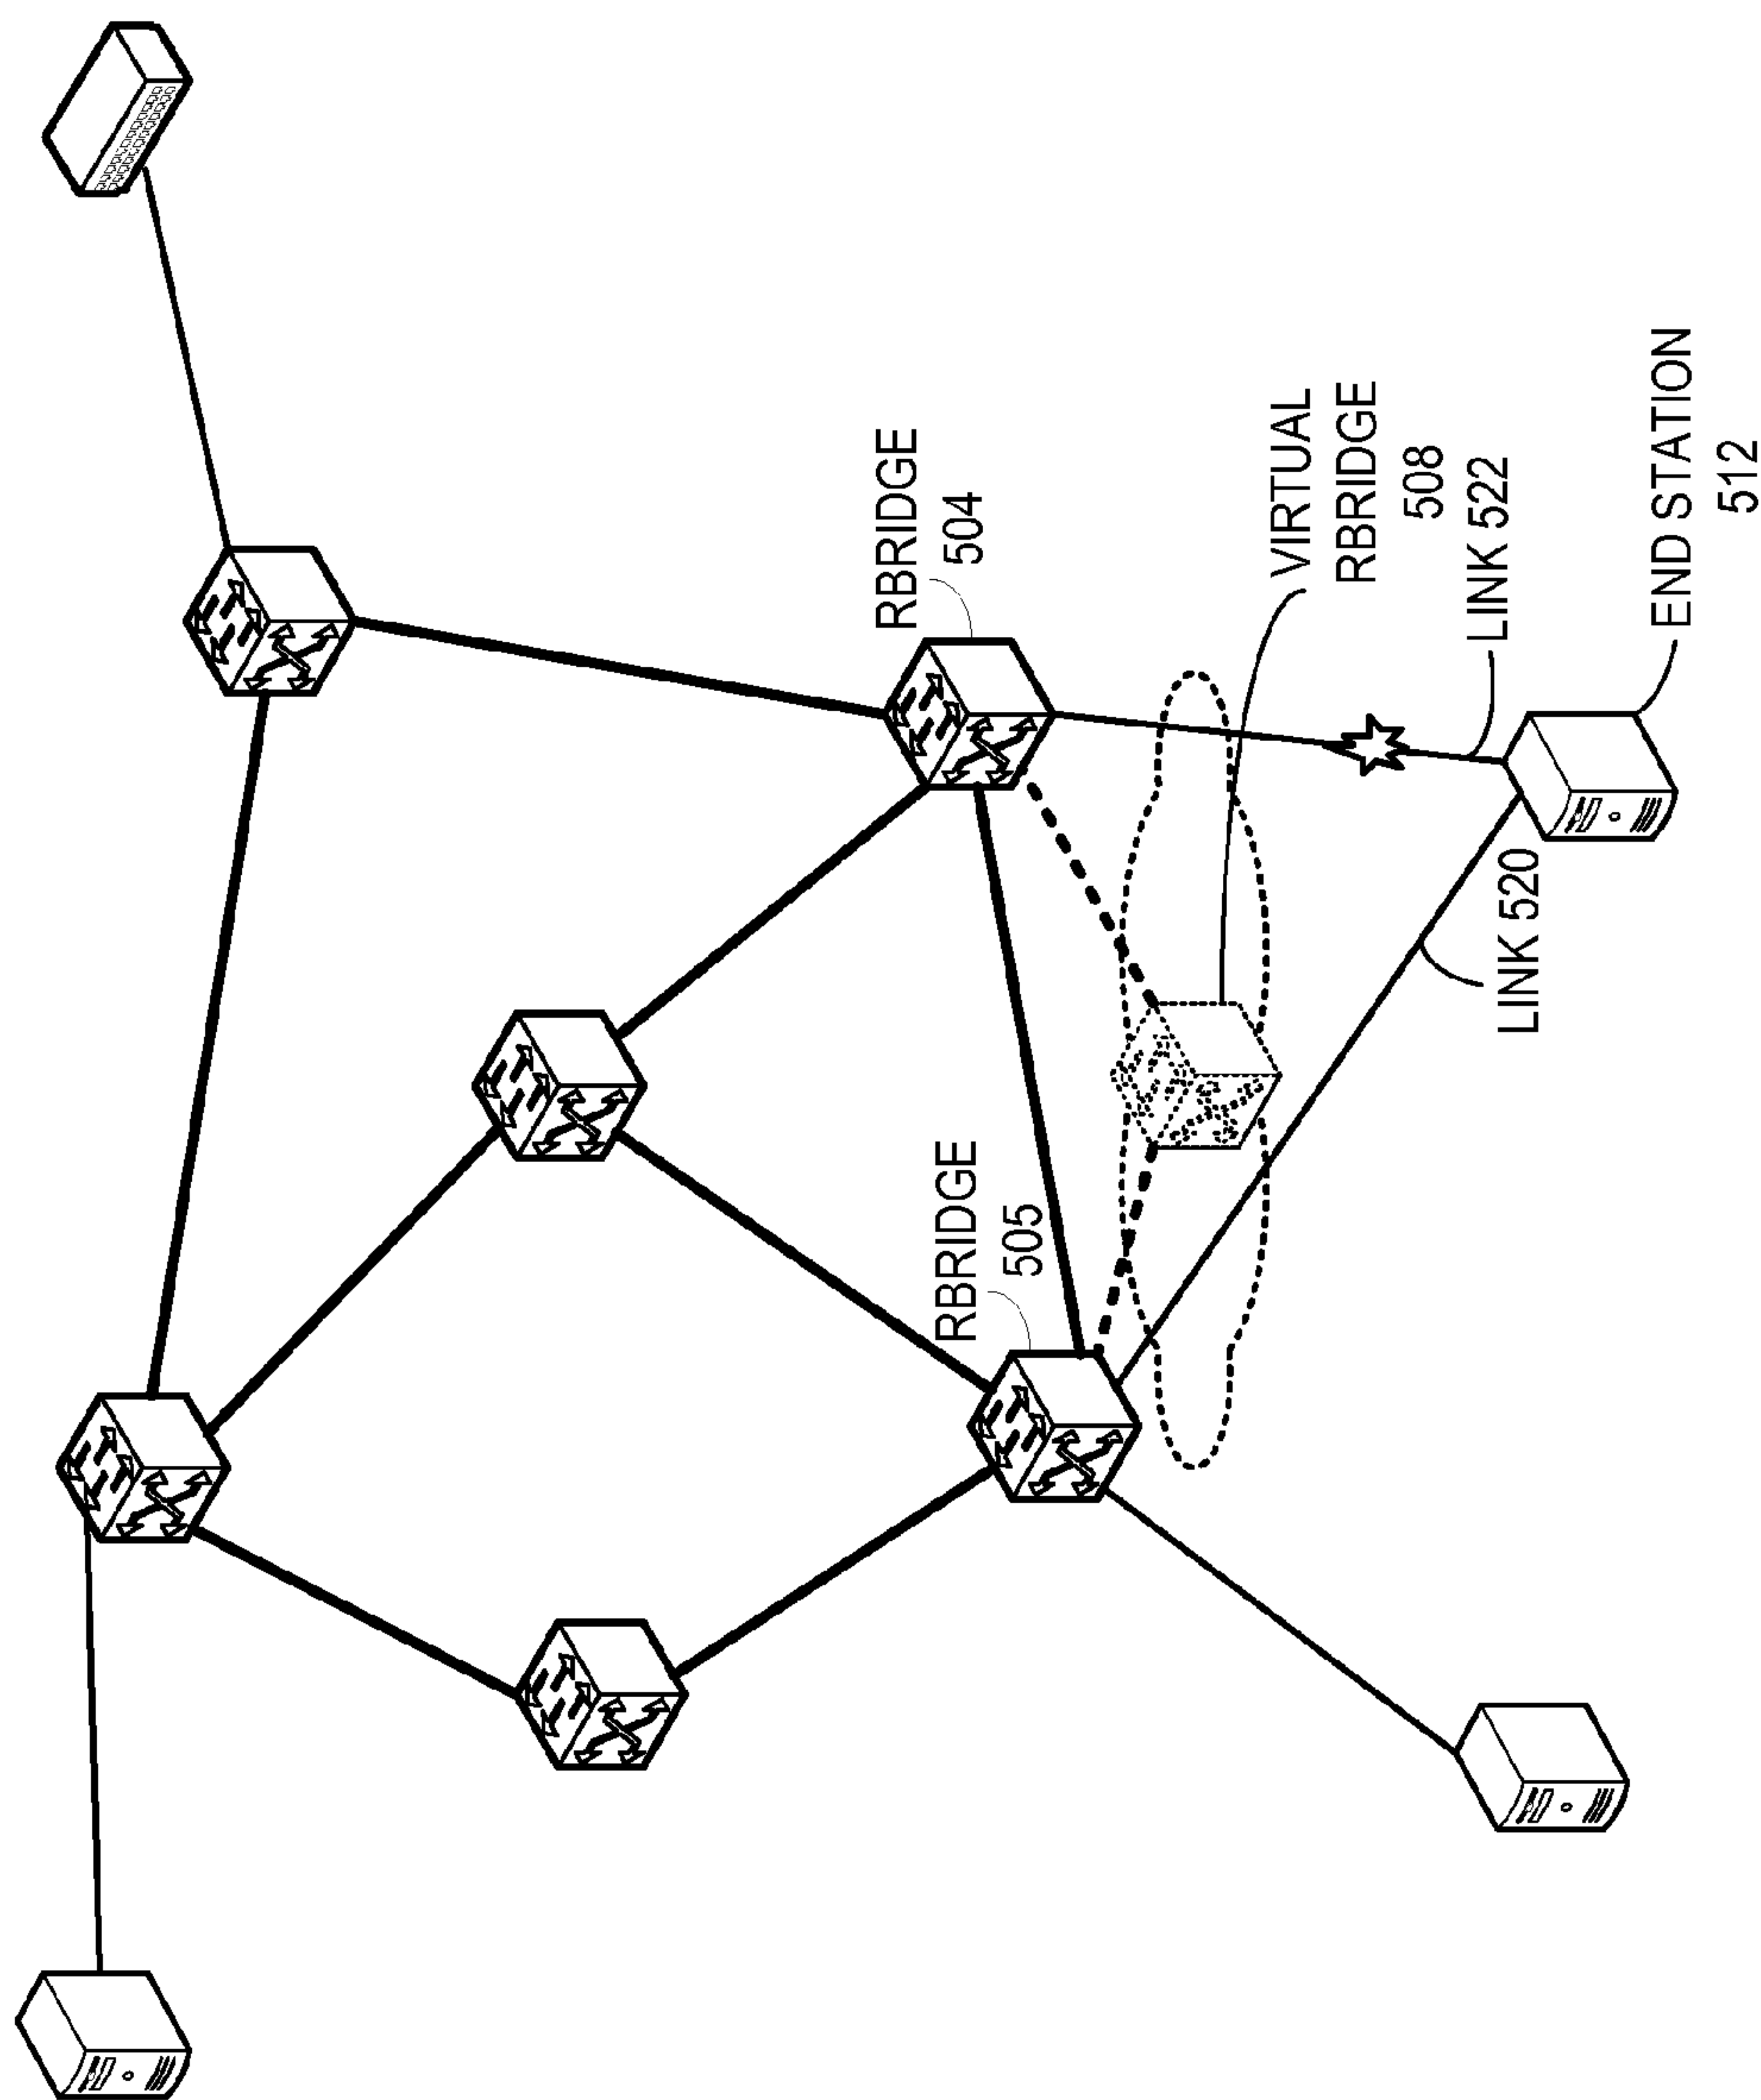 RBRIDGE
504
RBRIDGE
505
VIRTUAL
RBRIDGE
508
LINK 522
LINK 520
END STATION
512